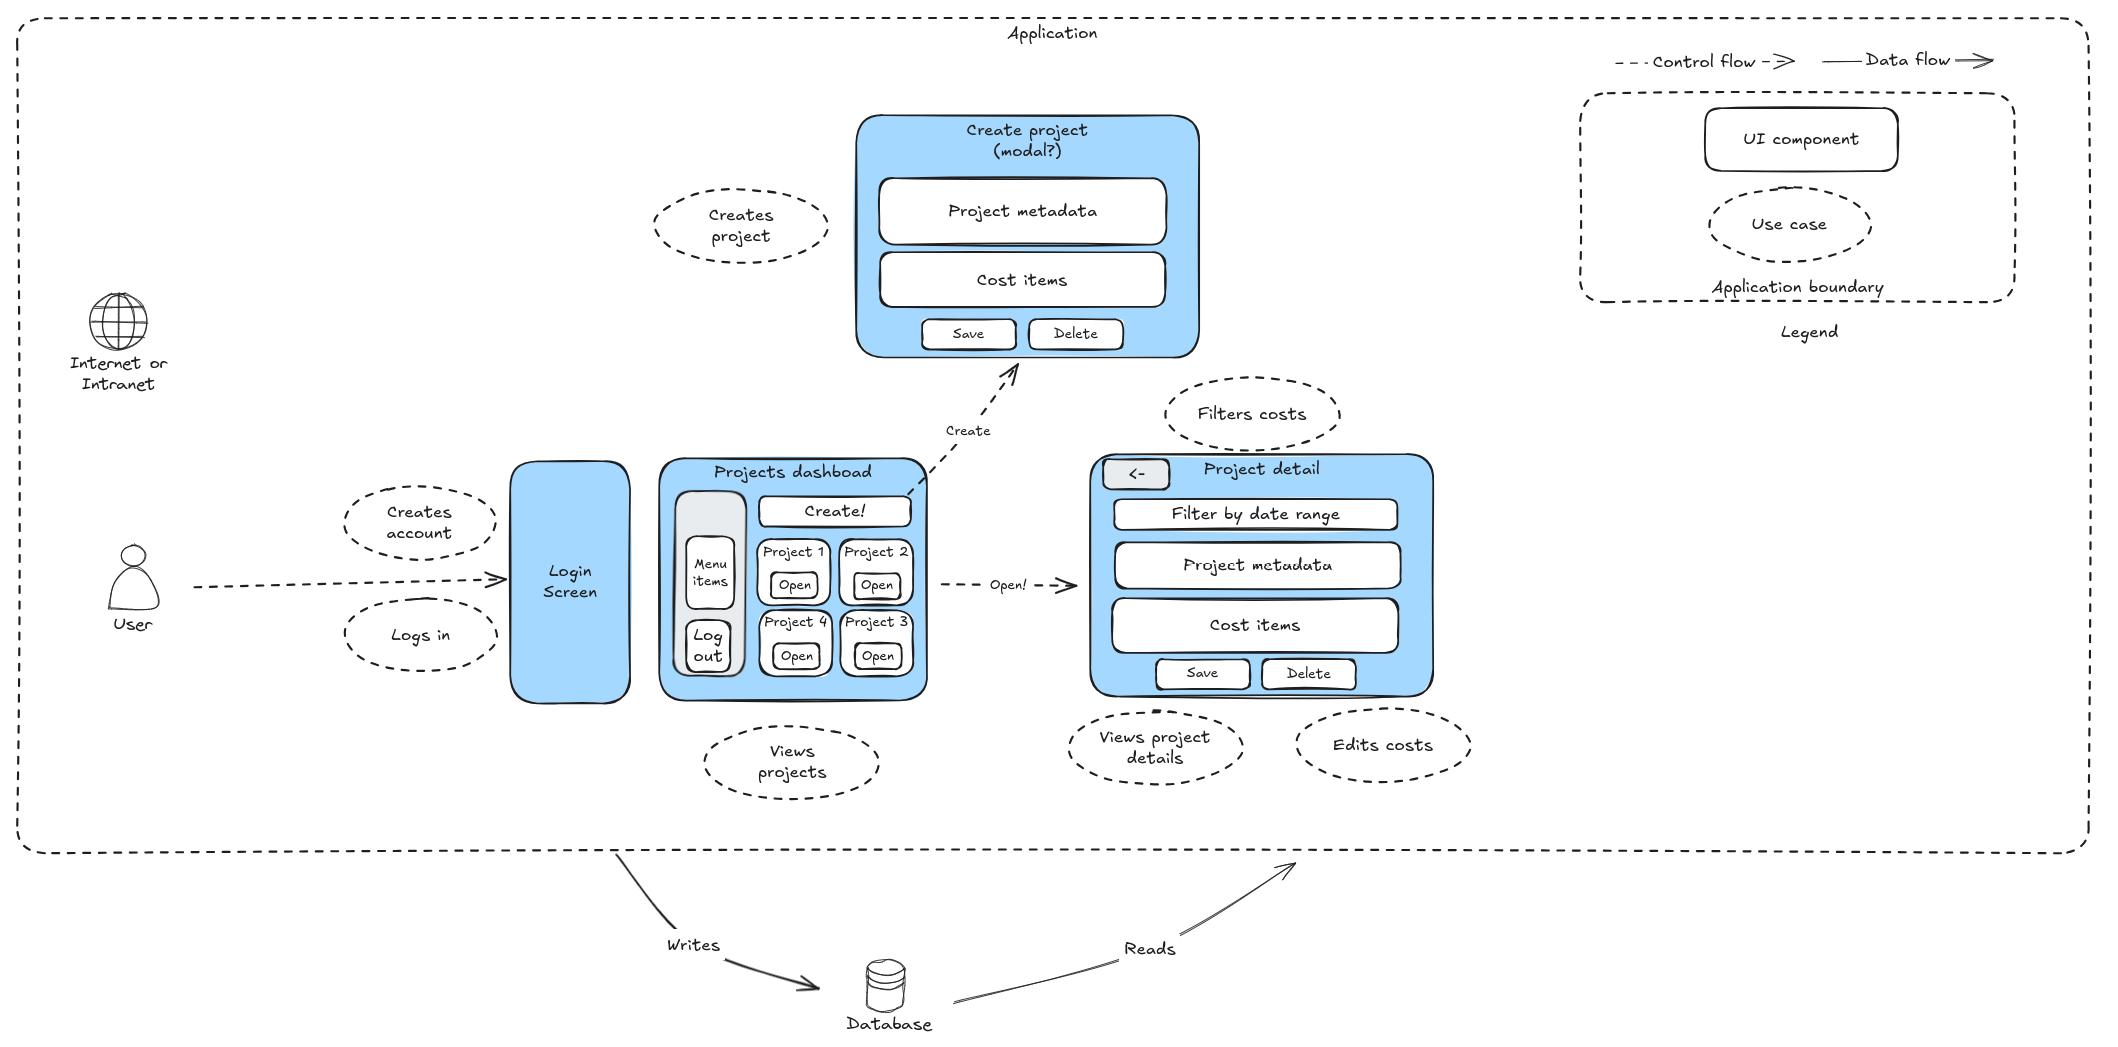 Application
Control flow
Data flow
UI component
Use case
Application boundary
Legend
Create project
(modal?)
Project metadata
Cost items
Save
Delete
Creates
project
Internet or
Intranet
User
Creates
account
Logs in
Login
Screen
Projects dashboad
Create!
Menu
items
Log
out
Project 1
Open
Project 2
Open
Project 4
Open
Project 3
Open
Views
projects
Create
Open!
Filters costs
<-
Project detail
Filter by date range
Project metadata
Cost items
Save
Delete
Views project
details
Edits costs
Writes
Reads
Database